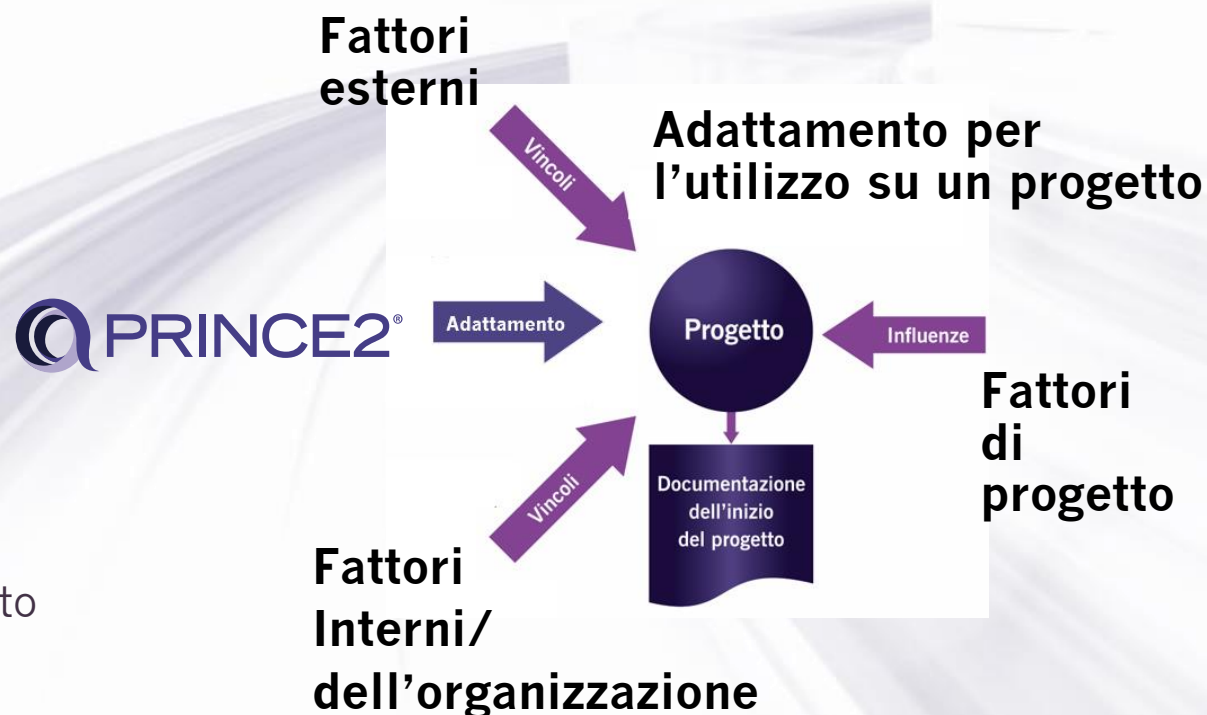 Fattori
esterni
Vincoli
Adattamento per
l’utilizzo su un progetto
PRINCE2®
Adattamento
Progetto
Influenze
Fattori
di
progetto
Vincoli
Documentazione
dell’inizio
del progetto
Fattori
Interni/
dell’organizzazione
to